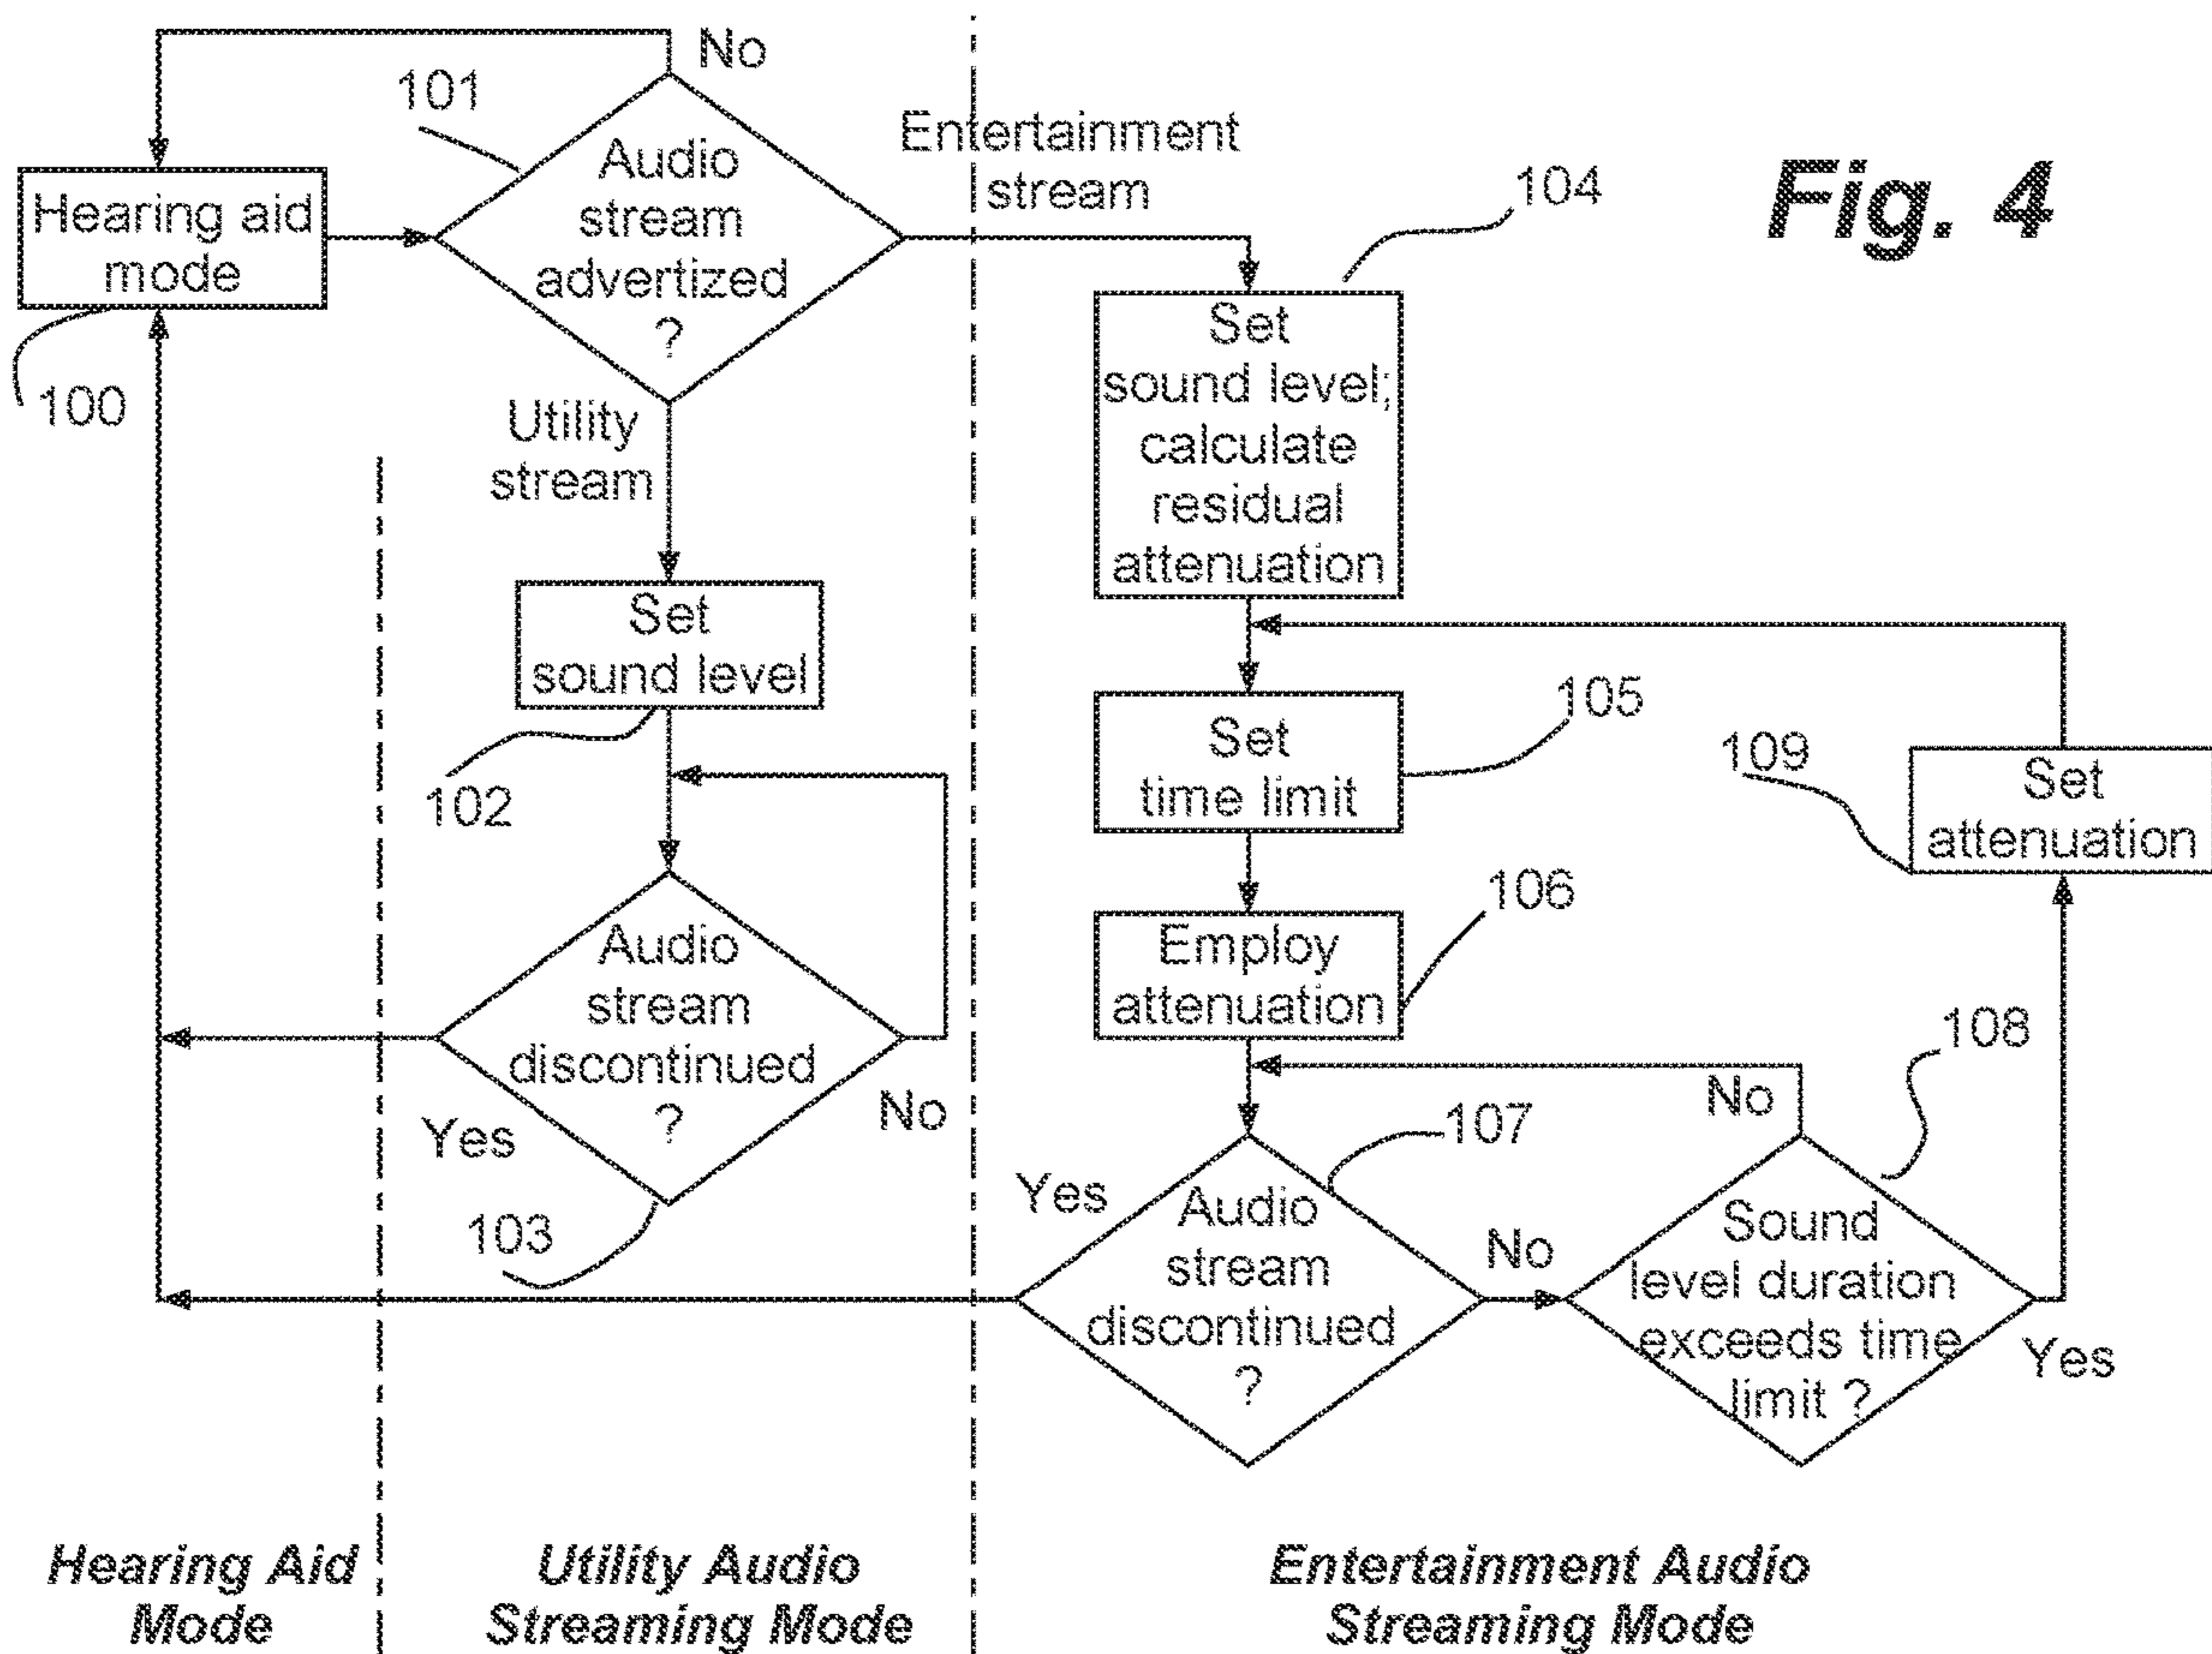 No
101
Audio
stream
advertized
?
Entertainment
stream
104
Fig. 4
Hearing aid
mode
100
Utility
stream
Set
sound level;
calculate
residual
attenuation
Set
sound level
102
Set
time limit
105
109
Set
attenuation
Employ
attenuation
106
Audio
stream
discontinued
?
Yes
No
103
No
108
107
Yes
Audio
stream
discontinued
?
No
Sound
level duration
exceeds time
limit ?
Yes
Hearing Aid
Mode
Utility Audio
Streaming Mode
Entertainment Audio
Streaming Mode